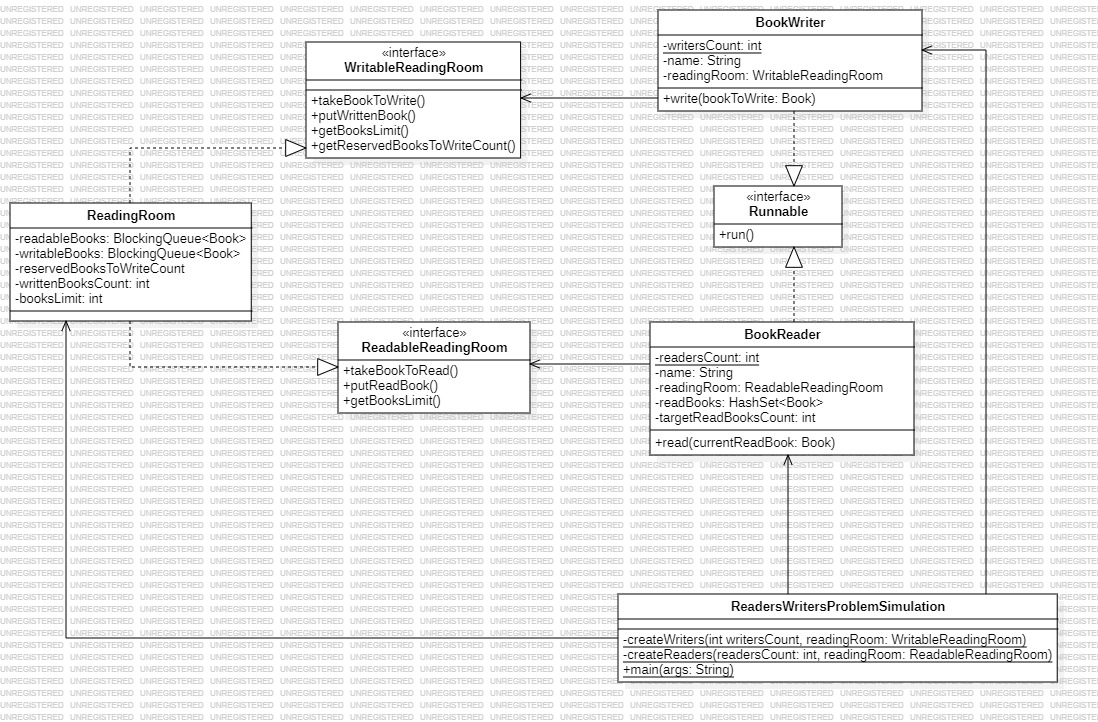 BookWriter
-writersCount: int
-name: String
-readingRoom: WritableReadingRoom
+write(bookToWrite: Book)
«interface»
WritableReadingRoom
+takeBookToWrite()
+putWrittenBook()
+getBooksLimit()
+getReservedBooksToWriteCount()
«interface»
Runnable
+run()
ReadingRoom
-readableBooks: BlockingQueue<Book>
-writableBooks: BlockingQueue<Book>
-reservedBooksToWriteCount
-writtenBooksCount: int
-booksLimit: int
«interface»
ReadableReadingRoom
+takeBookToRead()
+putReadBook()
+getBooksLimit()
BookReader
-readersCount: int
-name: String
-readingRoom: ReadableReadingRoom
-readBooks: HashSet<Book>
-targetReadBooksCount: int
+read(currentReadBook: Book)
ReadersWritersProblemSimulation
-createWriters(int writersCount, readingRoom: WritableReadingRoom)
-createReaders(readersCount: int, readingRoom: ReadableReadingRoom)
+main(args: String)
UNREGISTERED